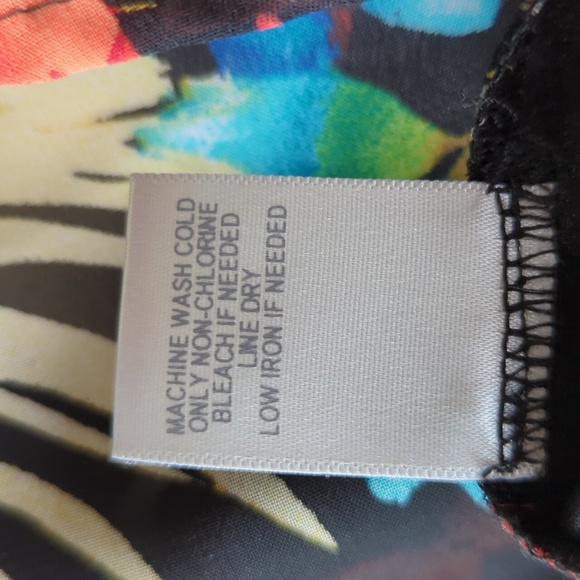 MACHINE WASH COLD
ONLY NON-CHLORINE
BLEACH IF NEEDED
LINE DRY
LOW IRON IF NEEDED